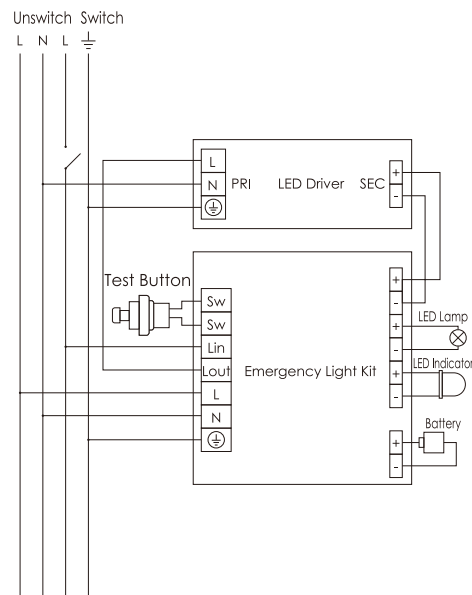 Unswitch Switch
L N L
L
N PRI LED Driver SEC + -
Test Button
Sw
Sw
Lin
Lout
L
N
Emergency Light Kit
+
-
+
-
+
-
LED Lamp
LED Indicator
Battery
+
-